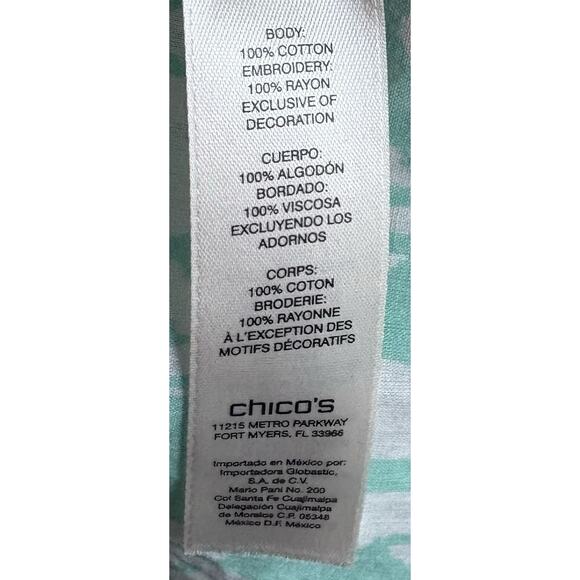 BODY:
100% COTTON
EMBROIDERY:
100% RAYON
EXCLUSIVE OF
DECORATION
CUERPO:
100% ALGODÓN
BORDADO:
100% VISCOSA
EXCLUYENDO LOS
ADORNOS
CORPS:
100% COTON
BRODERIE:
100% RAYONNE
À L'EXCEPTION DES
MOTIFS DÉCORATIFS
chico's
11215 METRO PARKWAY
FORT MYERS, FL 33966
Importado en México por:
Importadora Globastic,
S.A. de C.V.
Mario Pani No. 200
Col Santa Fe Cuajimalpa
Delegación Cuajimalpa
de Morelos C.P. 05348
México D.F. México